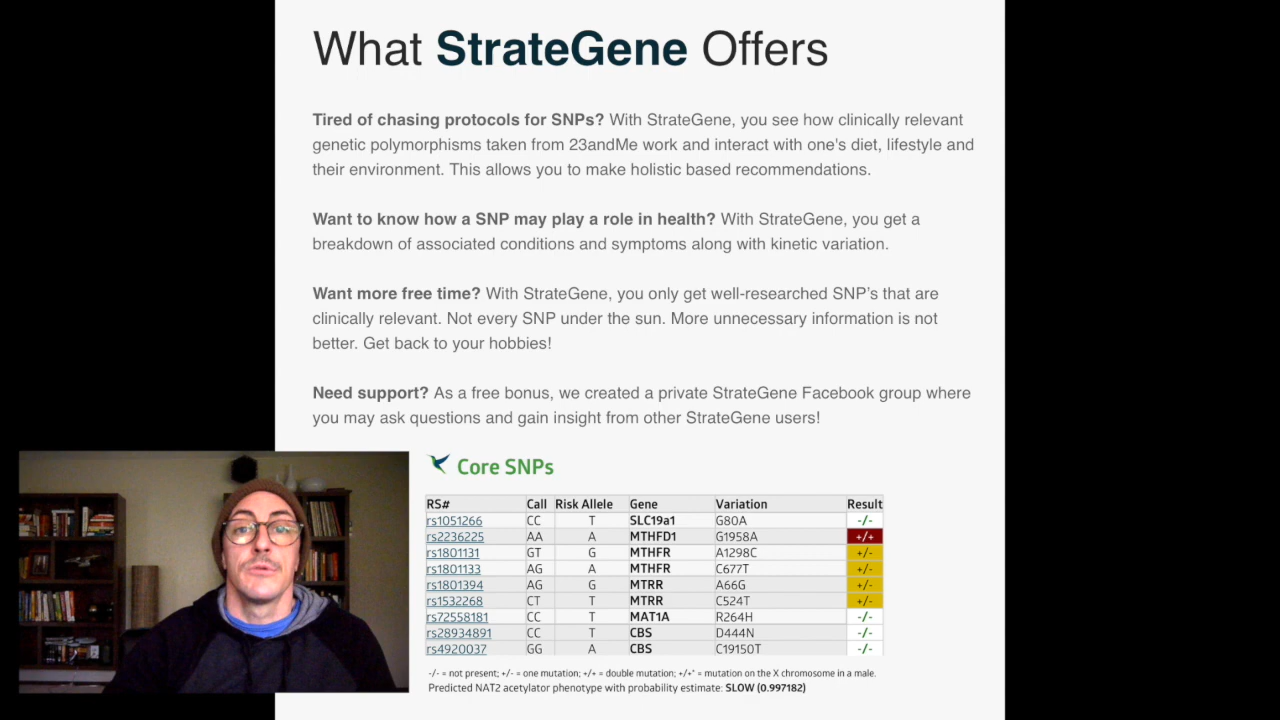 What StrateGene Offers
Tired of chasing protocols for SNPs? With StrateGene, you see how clinically relevant
genetic polymorphisms taken from 23andMe work and interact with one's diet, lifestyle and
their environment. This allows you to make holistic based recommendations.
Want to know how a SNP may play a role in health? With StrateGene, you get a
breakdown of associated conditions and symptoms along with kinetic variation.
Want more free time? With StrateGene, you only get well-researched SNP's that are
clinically relevant. Not every SNP under the sun. More unnecessary information is not
better. Get back to your hobbies!
Need support? As a free bonus, we created a private StrateGene Facebook group where
you may ask questions and gain insight from other StrateGene users!
Core SNPs
RS# Call Risk Allele Gene Variation Result
rs1051266 CC T SLC19a1 G80A -/-
rs2236225 AA A MTHFD1 G1958A +/+
rs1801131 GT G MTHFR A1298C +/-
rs1801133 AG A MTHFR C677T +/-
rs1801394 AG G MTRR A66G +/-
rs1532268 CT T MTRR C524T +/-
rs72558181 CC T MAT1A R264H -/-
rs28934891 CC T CBS D444N -/-
rs4920037 GG A CBS C19150T -/-
-/- = not present; +/- = one mutation; +/+ = double mutation; +/+* = mutation on the X chromosome in a male.
Predicted NAT2 acetylator phenotype with probability estimate: SLOW (0.997182)